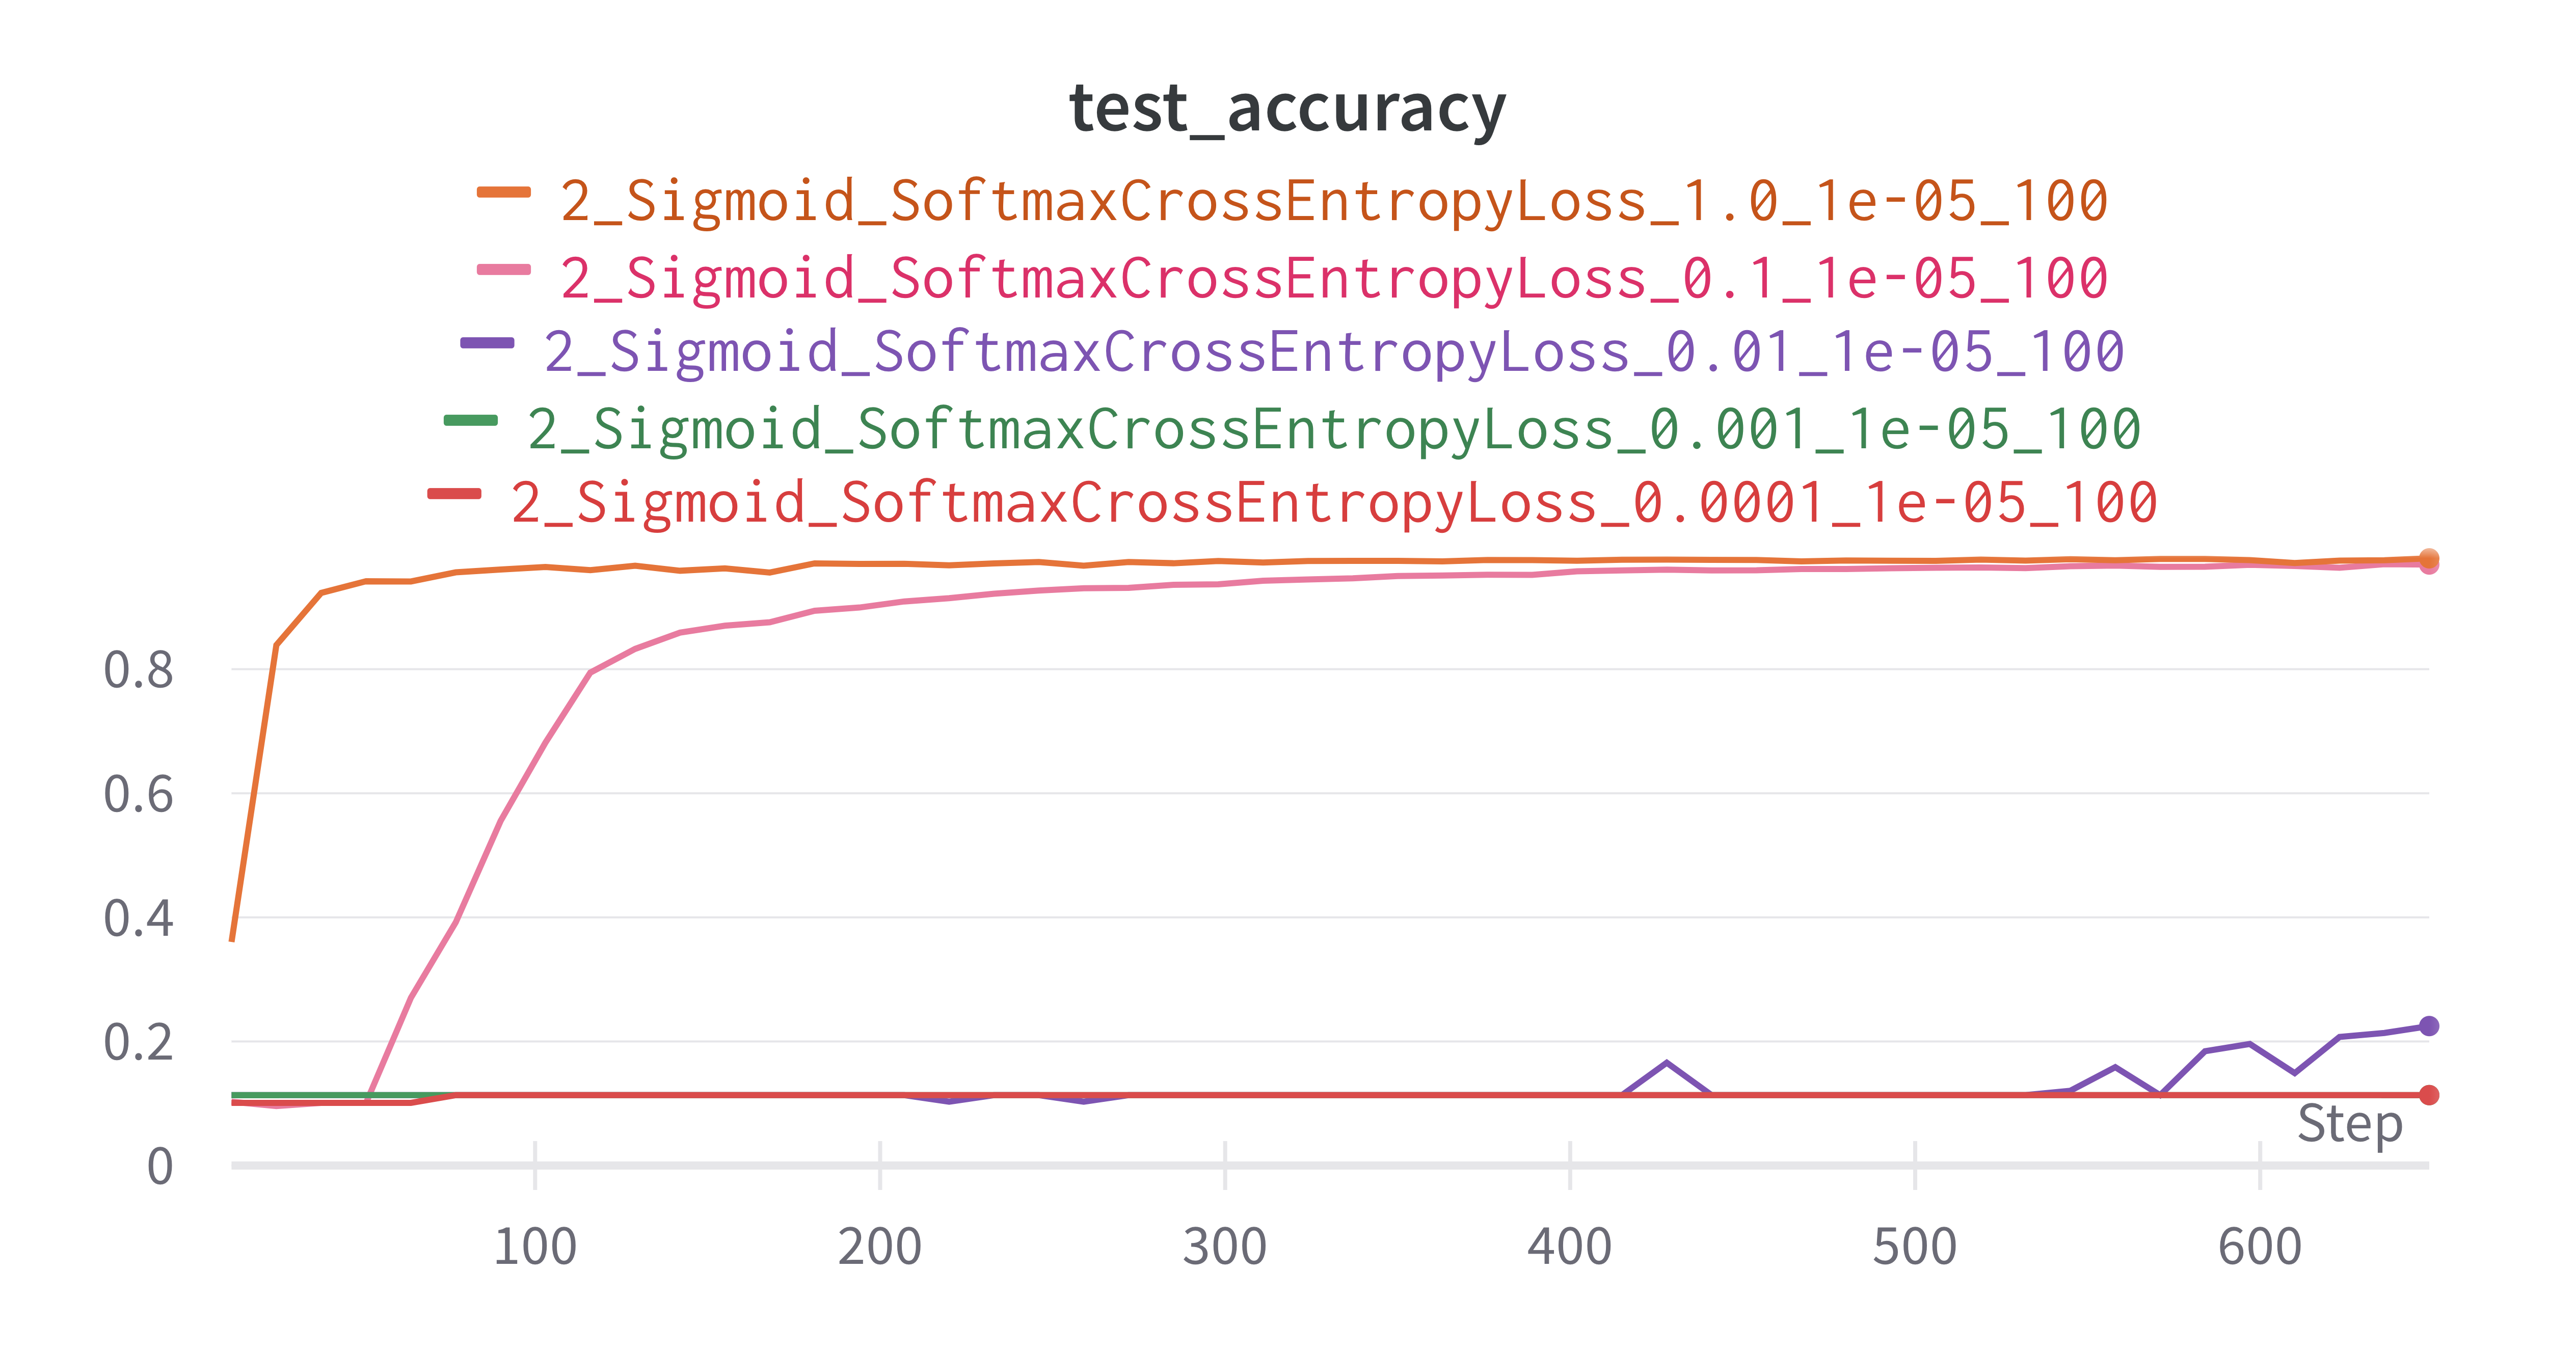 test_accuracy
2_Sigmoid_SoftmaxCrossEntropyLoss_1.0_1e-05_100
2_Sigmoid_SoftmaxCrossEntropyLoss_0.1_1e-05_100
2_Sigmoid_SoftmaxCrossEntropyLoss_0.01_1e-05_100
2_Sigmoid_SoftmaxCrossEntropyLoss_0.001_1e-05_100
2_Sigmoid_SoftmaxCrossEntropyLoss_0.0001_1e-05_100
0.8
0.6
0.4
0.2
Step
0
100 200 300 400 500 600